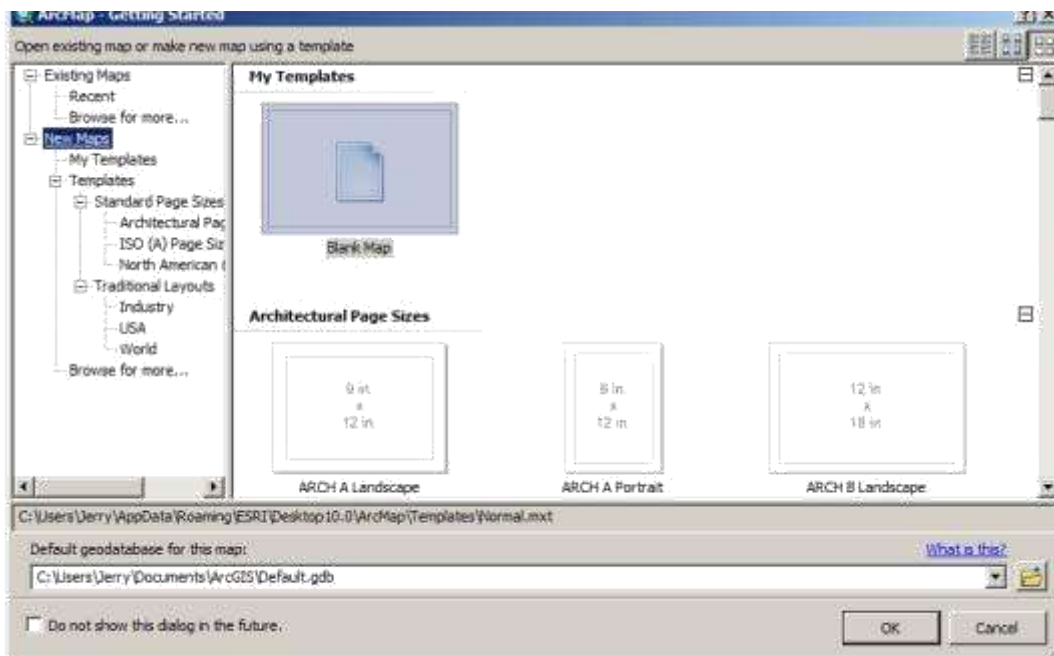 ArcMap - Getting Started
Open existing map or make new map using a template
Existing Maps
Recent
Browse for more...
New Maps
My Templates
Templates
Standard Page Sizes
Architectural Pag
ISO (A) Page Siz
North American (
Traditional Layouts
Industry
USA
World
Browse for more...
My Templates
Blank Map
Architectural Page Sizes
9 in
x
12 in
ARCH A Landscape
9 in
x
12 in
ARCH A Portrait
12 in
x
18 in
ARCH B Landscape
C:\Users\Jerry\AppData\Roaming\ESRI\Desktop10.0\ArcMap\Templates\Normal.mxt
Default geodatabase for this map:
What is this?
C:\Users\Jerry\Documents\ArcGIS\Default.gdb
Do not show this dialog in the future.
OK
Cancel